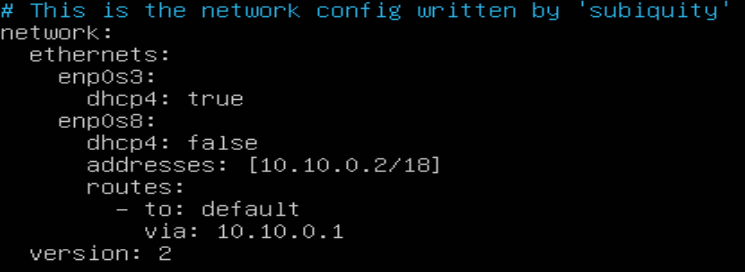 # This is the network config written by 'subiquity'
network:
  ethernets:
    enp0s3:
      dhcp4: true
    enp0s8:
      dhcp4: false
      addresses: [10.10.0.2/18]
      routes:
        - to: default
          via: 10.10.0.1
  version: 2